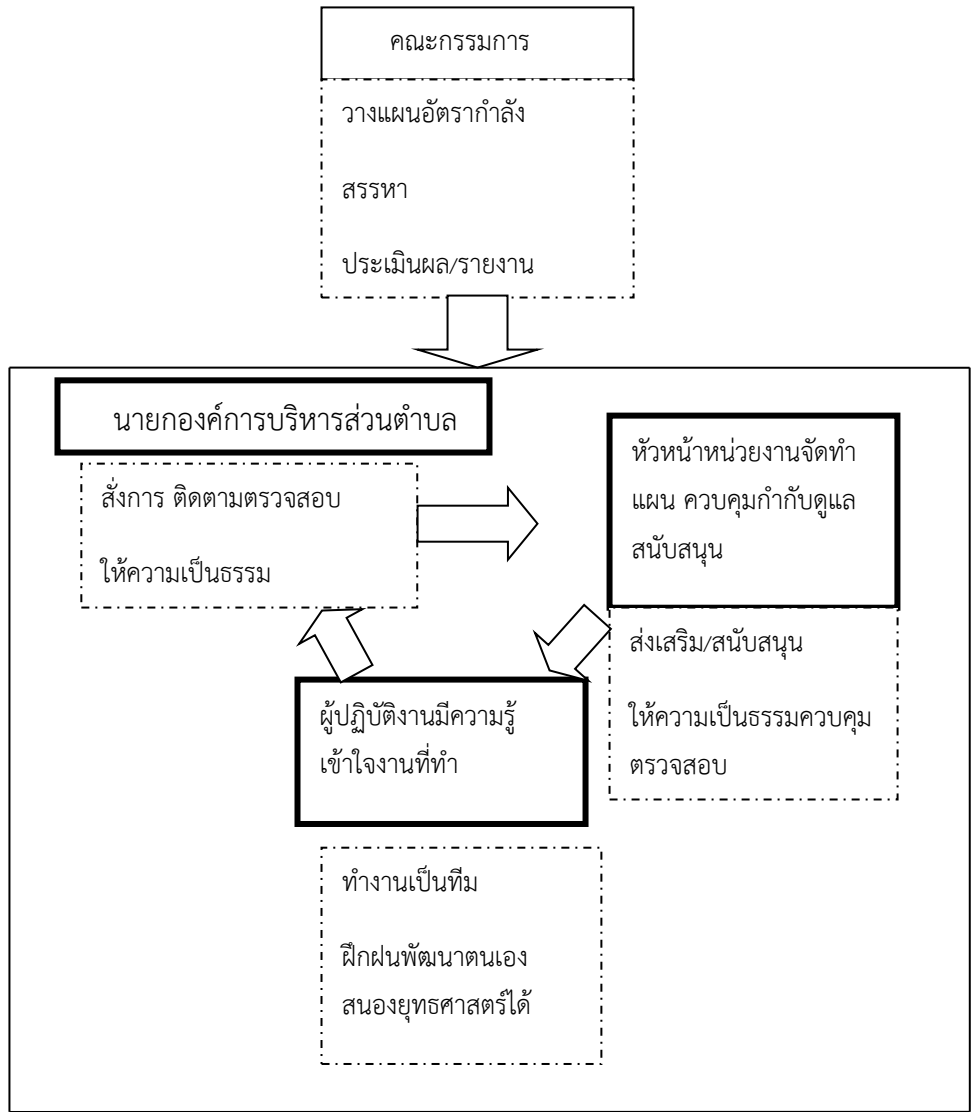 คณะกรรมการ
วางแผนอัตรากำลัง
สรรหา
ประเมินผล/รายงาน
นายกองค์การบริหารส่วนตำบล
สั่งการ ติดตามตรวจสอบ
ให้ความเป็นธรรม
หัวหน้าหน่วยงานจัดทำ
แผน ควบคุมกำกับดูแล
สนับสนุน
ส่งเสริม/สนับสนุน
ให้ความเป็นธรรมควบคุม
ตรวจสอบ
ผู้ปฏิบัติงานมีความรู้
เข้าใจงานที่ทำ
ทำงานเป็นทีม
ฝึกฝนพัฒนาตนเอง
สนองยุทธศาสตร์ได้